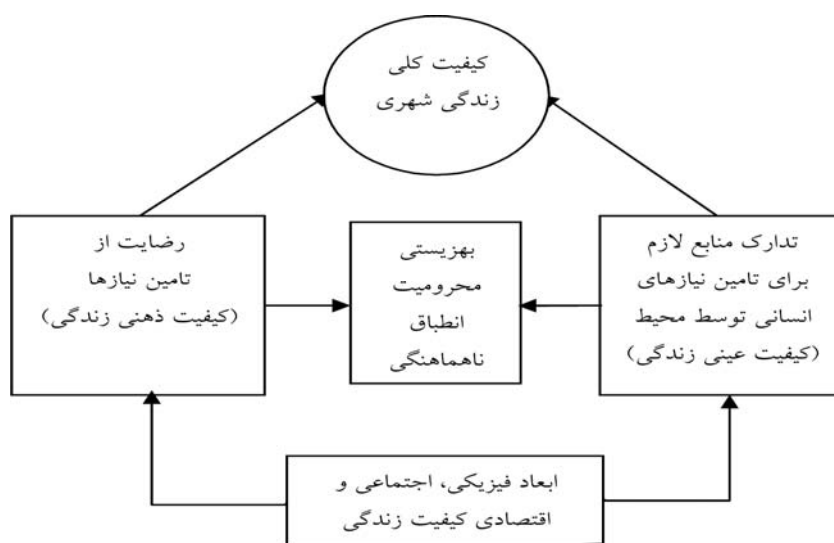 کیفیت کلی
زندگی شهری
تدارک منابع لازم
برای تامین نیازهای
انسانی توسط محیط
(کیفیت عینی زندگی)
بهزیستی
محرومیت
انطباق
ناهماهنگی
رضایت از
تامین نیازها
(کیفیت ذهنی زندگی)
ابعاد فیزیکی، اجتماعی و
اقتصادی کیفیت زندگی